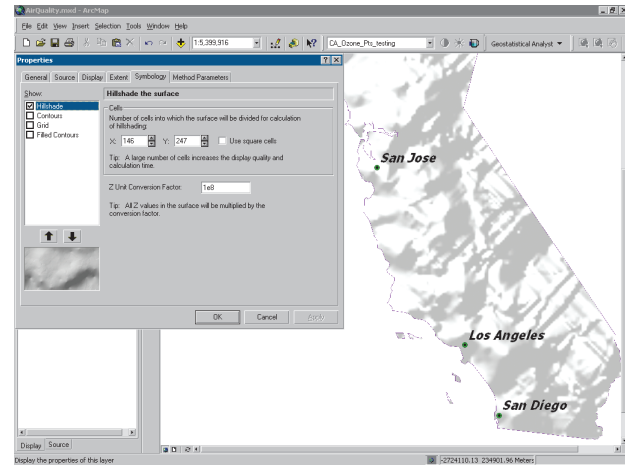 AirQuality.mxd - ArcMap
File Edit View Insert Selection Tools Window Help
1:5,399,916 CA_Ozone_Pts_testing Geostatistical Analyst
Properties
General Source Display Extent Symbology Method Parameters
Show:
Hillshade
Contours
Grid
Filled Contours
Hillshade the surface
Cells
Number of cells into which the surface will be divided for calculation
of hillshading:
X: 146 Y: 247 Use square cells
Tip: A large number of cells increases the display quality and
calculation time.
Z Unit Conversion Factor: 1e8
Tip: All Z values in the surface will be multiplied by the
conversion factor.
OK Cancel Apply
San Jose
Los Angeles
San Diego
Display Source
Display the properties of this layer
-2724110.13 234901.96 Meters